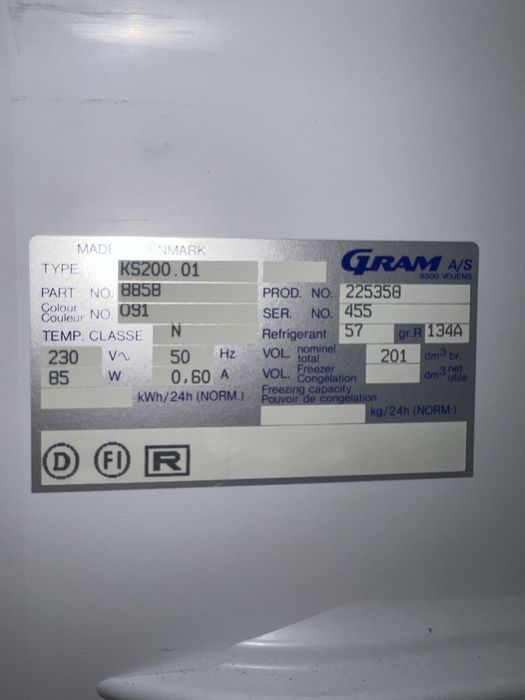 MADE ENMARK
GRAM A/S
6500 VOJENS
TYPE KS200.01
PART NO. 8858 PROD. NO. 225358
Colour
Couleur NO. 091 SER. NO. 455
TEMP. CLASSE N Refrigerant 57 gr.R 134A
230 V~ 50 Hz VOL. nominel total. 201 dm³ br.
85 W 0,60 A VOL. Freezer Congélation dm³ net utile
kWh/24h (NORM.) Freezing capacity
Pouvoir de congélation
kg/24h (NORM.)
D FI R